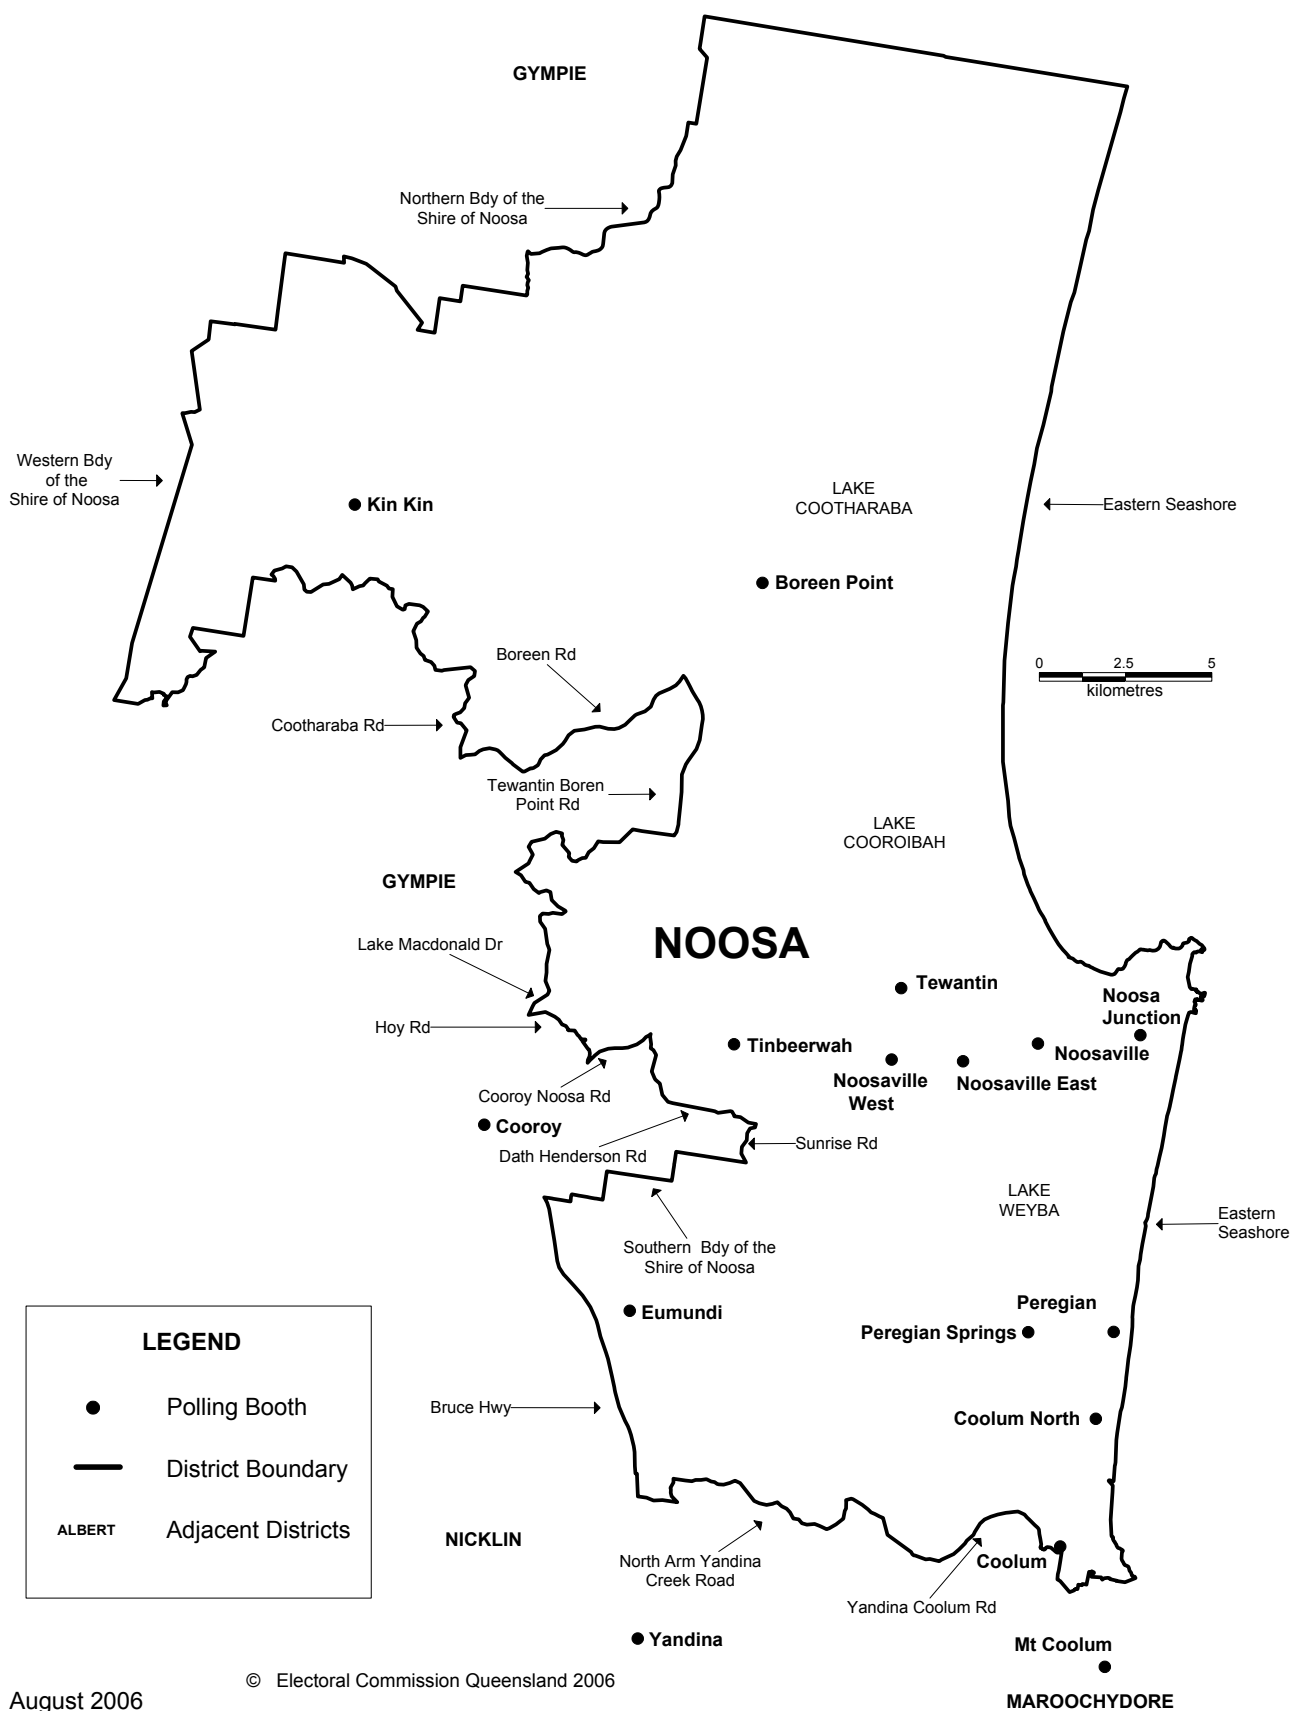 GYMPIE
Northern Bdy of the
Shire of Noosa
Western Bdy
of the
Shire of Noosa
Kin Kin
LAKE
COOTHARABA
Eastern Seashore
Boreen Point
Boreen Rd
0 2.5 5
kilometres
Cootharaba Rd
Tewantin Boren
Point Rd
LAKE
COOROIBAH
GYMPIE
Lake Macdonald Dr
NOOSA
Tewantin
Noosa
Junction
Hoy Rd
Tinbeerwah
Noosaville
Noosaville
West
Noosaville East
Cooroy Noosa Rd
Cooroy
Dath Henderson Rd
Sunrise Rd
LAKE
WEYBA
Eastern
Seashore
Southern Bdy of the
Shire of Noosa
Eumundi
Peregian
Peregian Springs
LEGEND
Polling Booth
District Boundary
ALBERT Adjacent Districts
Bruce Hwy
Coolum North
NICKLIN
North Arm Yandina
Creek Road
Coolum
Yandina Coolum Rd
Yandina
Mt Coolum
© Electoral Commission Queensland 2006
August 2006
MAROOCHYDORE